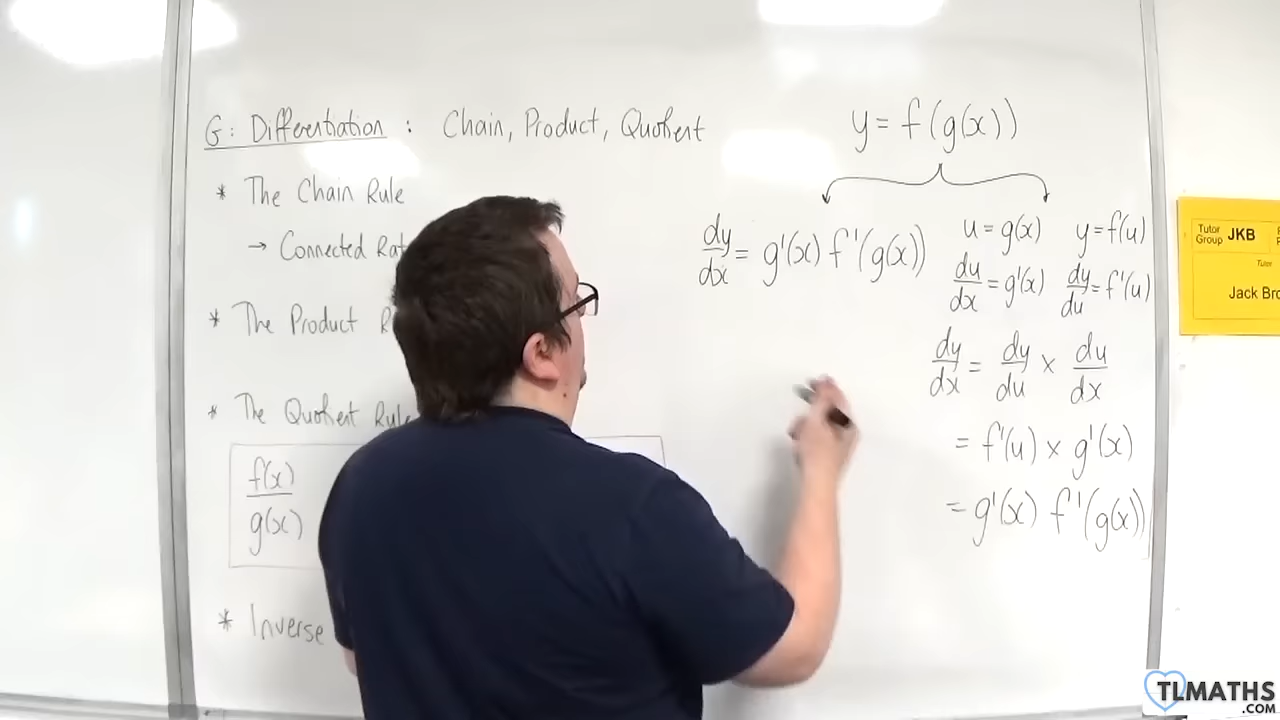 G: Differentiation : Chain, Product, Quotient
* The Chain Rule
→ Connected Rat
* The Product R
* The Quotient Rule
f(x)
g(x)
* Inverse
y = f(g(x))
dy/dx = g'(x) f'(g(x))
u = g(x) y = f(u)
du/dx = g'(x) dy/du = f'(u)
dy/dx = dy/du × du/dx
= f'(u) × g'(x)
= g'(x) f'(g(x))
Tutor Group JKB
Tutor
Jack Bro
TLMATHS
.COM